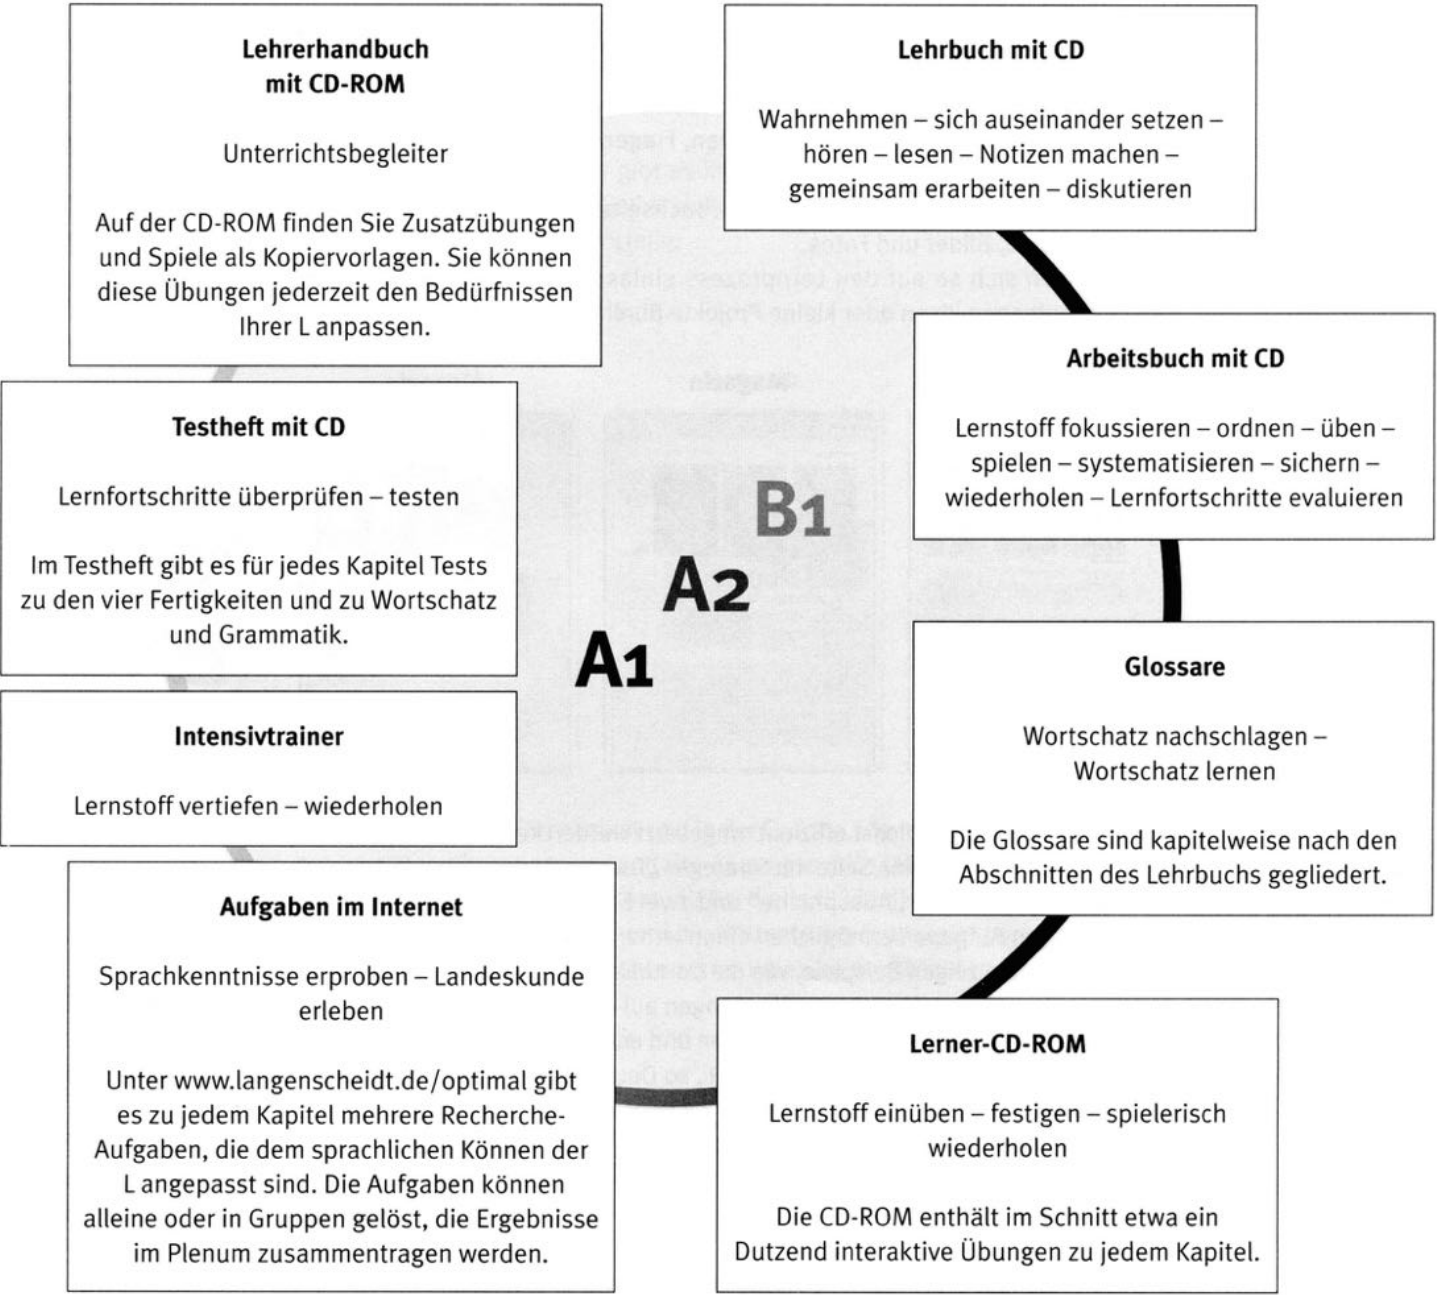 Lehrerhandbuch
mit CD-ROM
Unterrichtsbegleiter
Auf der CD-ROM finden Sie Zusatzübungen
und Spiele als Kopiervorlagen. Sie können
diese Übungen jederzeit den Bedürfnissen
Ihrer L anpassen.
Lehrbuch mit CD
Wahrnehmen – sich auseinander setzen –
hören – lesen – Notizen machen –
gemeinsam erarbeiten – diskutieren
Arbeitsbuch mit CD
Lernstoff fokussieren – ordnen – üben –
spielen – systematisieren – sichern –
wiederholen – Lernfortschritte evaluieren
Testheft mit CD
Lernfortschritte überprüfen – testen
Im Testheft gibt es für jedes Kapitel Tests
zu den vier Fertigkeiten und zu Wortschatz
und Grammatik.
B1
A2
A1
Glossare
Wortschatz nachschlagen –
Wortschatz lernen
Die Glossare sind kapitelweise nach den
Abschnitten des Lehrbuchs gegliedert.
Intensivtrainer
Lernstoff vertiefen – wiederholen
Aufgaben im Internet
Sprachkenntnisse erproben – Landeskunde
erleben
Unter www.langenscheidt.de/optimal gibt
es zu jedem Kapitel mehrere Recherche-
Aufgaben, die dem sprachlichen Können der
L angepasst sind. Die Aufgaben können
alleine oder in Gruppen gelöst, die Ergebnisse
im Plenum zusammentragen werden.
Lerner-CD-ROM
Lernstoff einüben – festigen – spielerisch
wiederholen
Die CD-ROM enthält im Schnitt etwa ein
Dutzend interaktive Übungen zu jedem Kapitel.